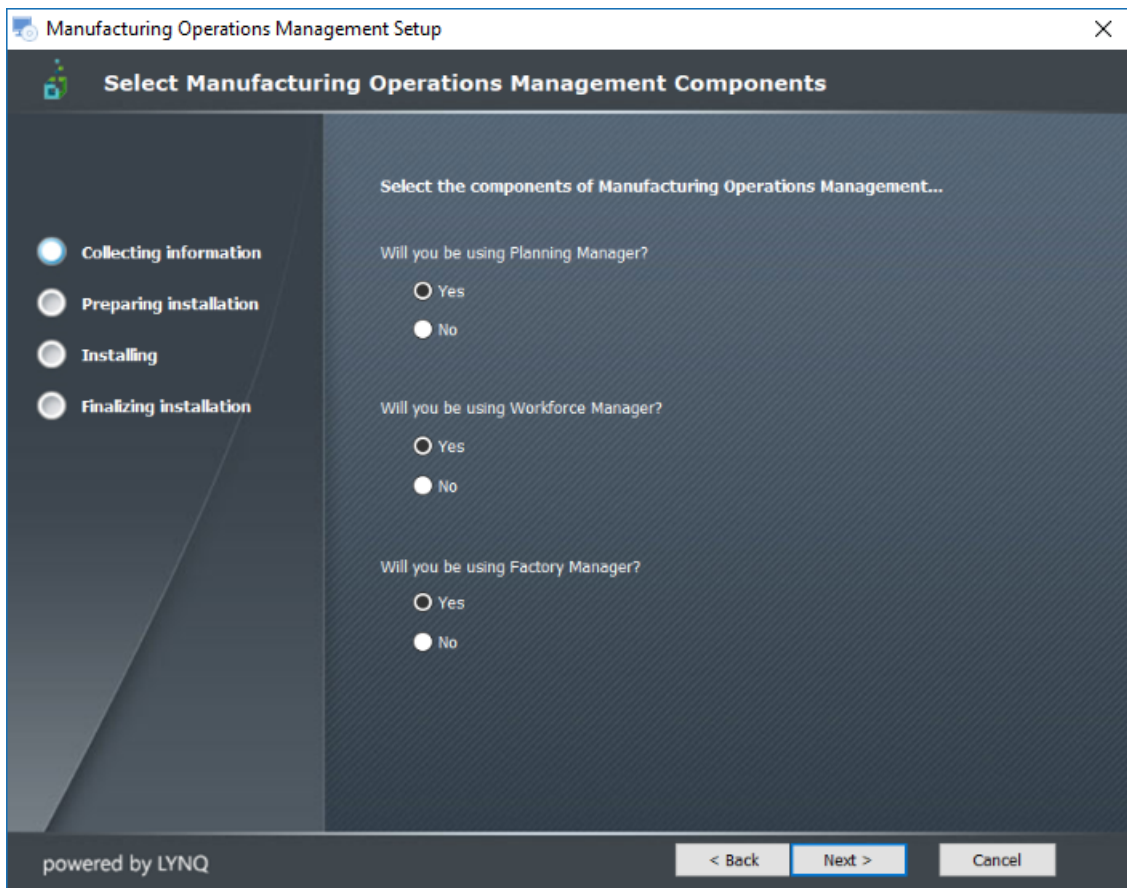 Manufacturing Operations Management Setup
Select Manufacturing Operations Management Components
Collecting information
Preparing installation
Installing
Finalizing installation
Select the components of Manufacturing Operations Management...
Will you be using Planning Manager?
Yes
No
Will you be using Workforce Manager?
Yes
No
Will you be using Factory Manager?
Yes
No
powered by LYNQ
< Back
Next >
Cancel